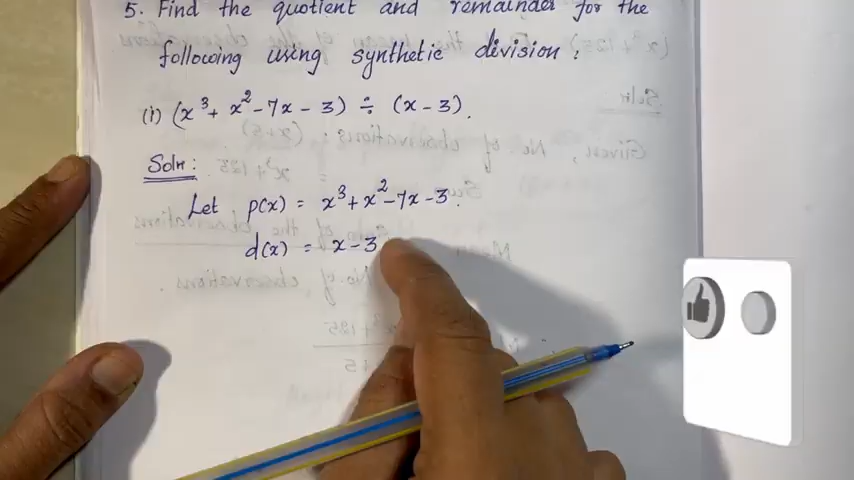 5. Find the quotient and remainder for the
following using synthetic division:
(i) (x³ + x² - 7x - 3) ÷ (x - 3).
Soln:
Let p(x) = x³ + x² - 7x - 3.
d(x) = x - 3